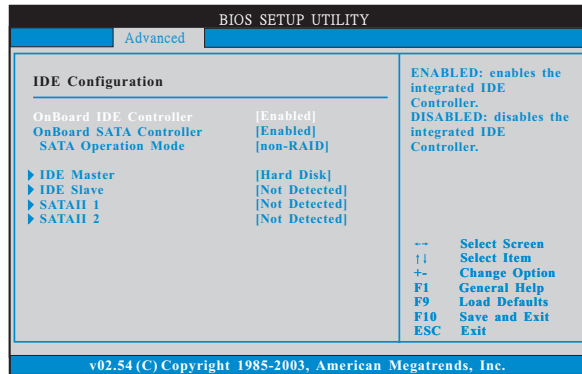 BIOS SETUP UTILITY
Advanced
IDE Configuration
OnBoard IDE Controller [Enabled]
OnBoard SATA Controller [Enabled]
SATA Operation Mode [non-RAID]
IDE Master [Hard Disk]
IDE Slave [Not Detected]
SATAII 1 [Not Detected]
SATAII 2 [Not Detected]
ENABLED: enables the
integrated IDE
Controller.
DISABLED: disables the
integrated IDE
Controller.
←→ Select Screen
↑↓ Select Item
+- Change Option
F1 General Help
F9 Load Defaults
F10 Save and Exit
ESC Exit
v02.54 (C) Copyright 1985-2003, American Megatrends, Inc.